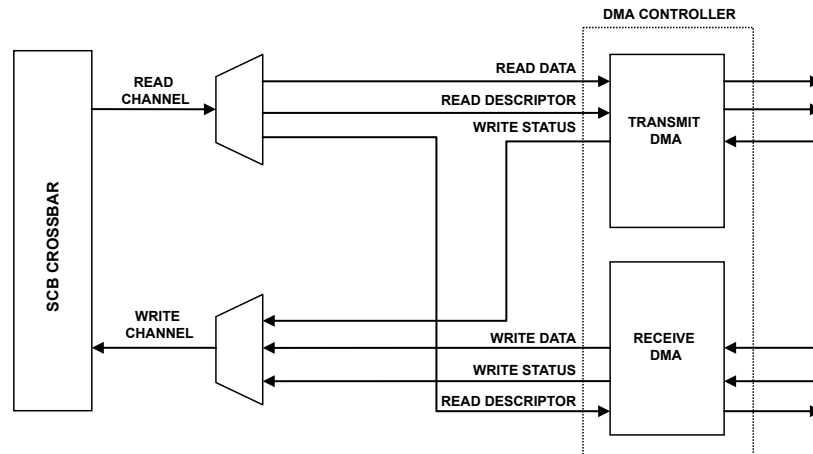 DMA CONTROLLER
READ
CHANNEL
READ DATA
READ DESCRIPTOR
WRITE STATUS
TRANSMIT
DMA
SCB CROSSBAR
WRITE
CHANNEL
WRITE DATA
WRITE STATUS
READ DESCRIPTOR
RECEIVE
DMA